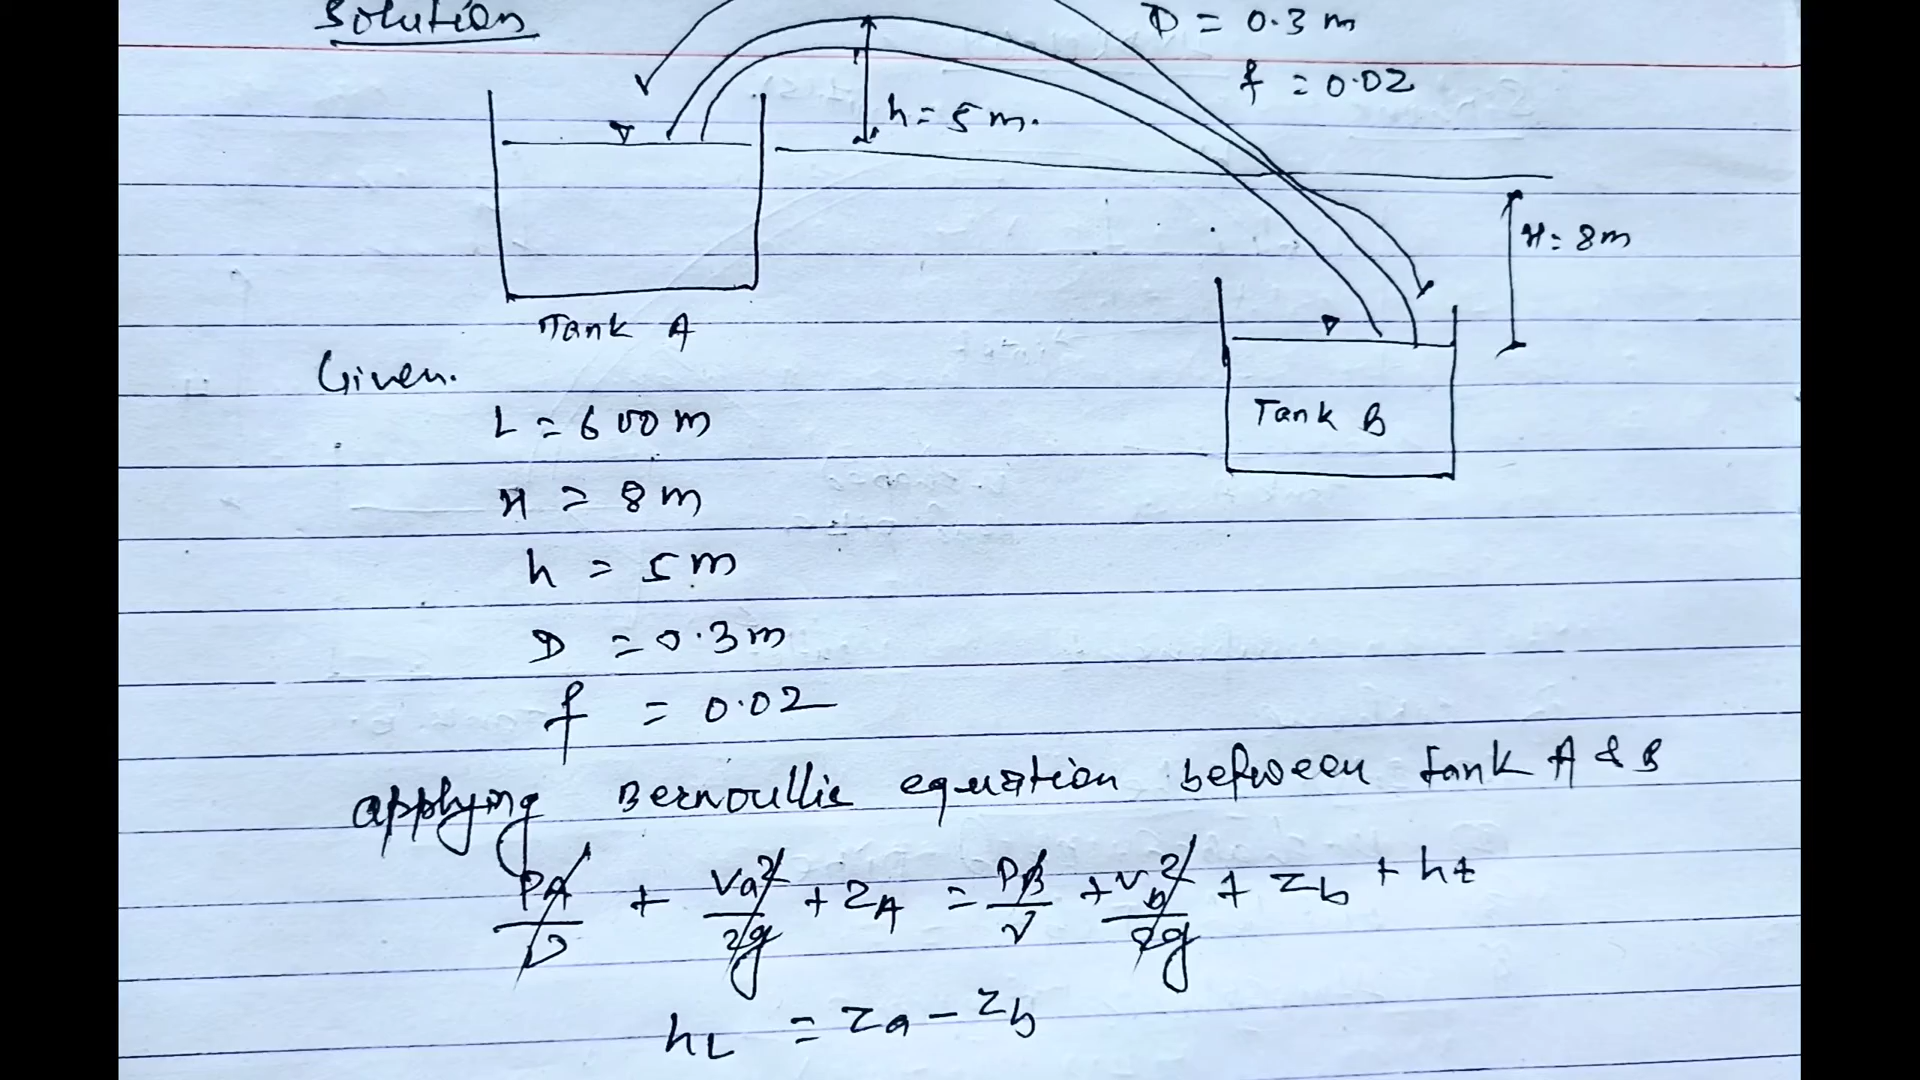 Solution
D = 0.3 m
f = 0.02
h = 5 m.
H = 8m
Tank A
Tank B
Given.
L = 600 m
H = 8 m
h = 5 m
D = 0.3 m
f = 0.02
applying Bernoullis equation between tank A & B
PA/γ + Va²/2g + ZA = PB/γ + Vb²/2g + Zb + hL
hL = Za - Zb